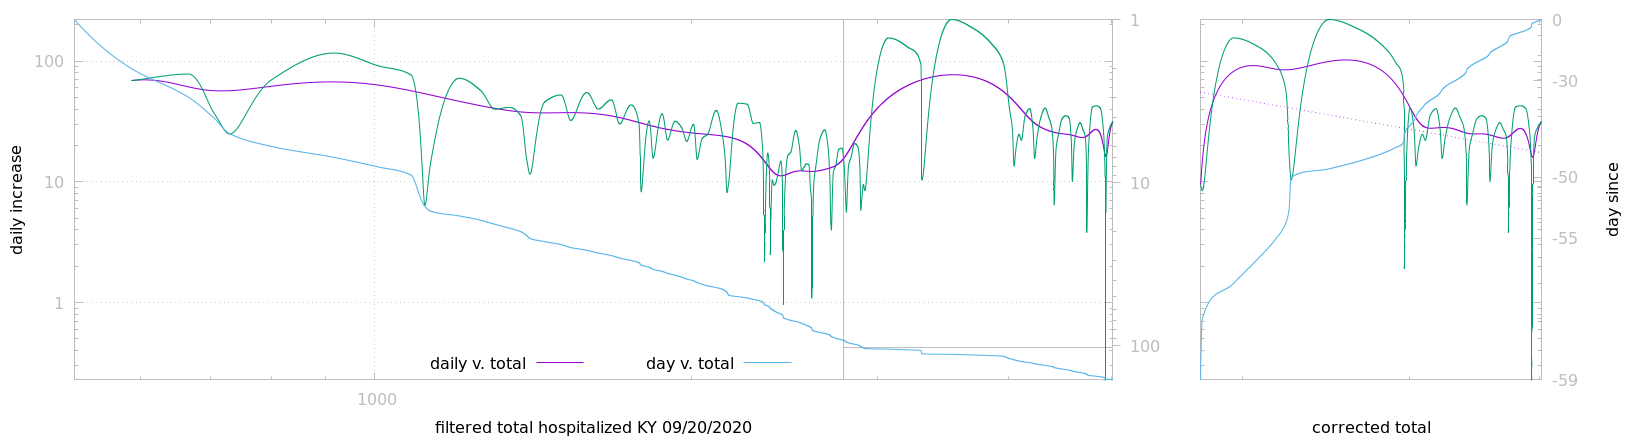 daily increase
100
10
1
1000
daily v. total
day v. total
filtered total hospitalized KY 09/20/2020
1
10
100
0
-30
-50
-55
-59
day since
corrected total